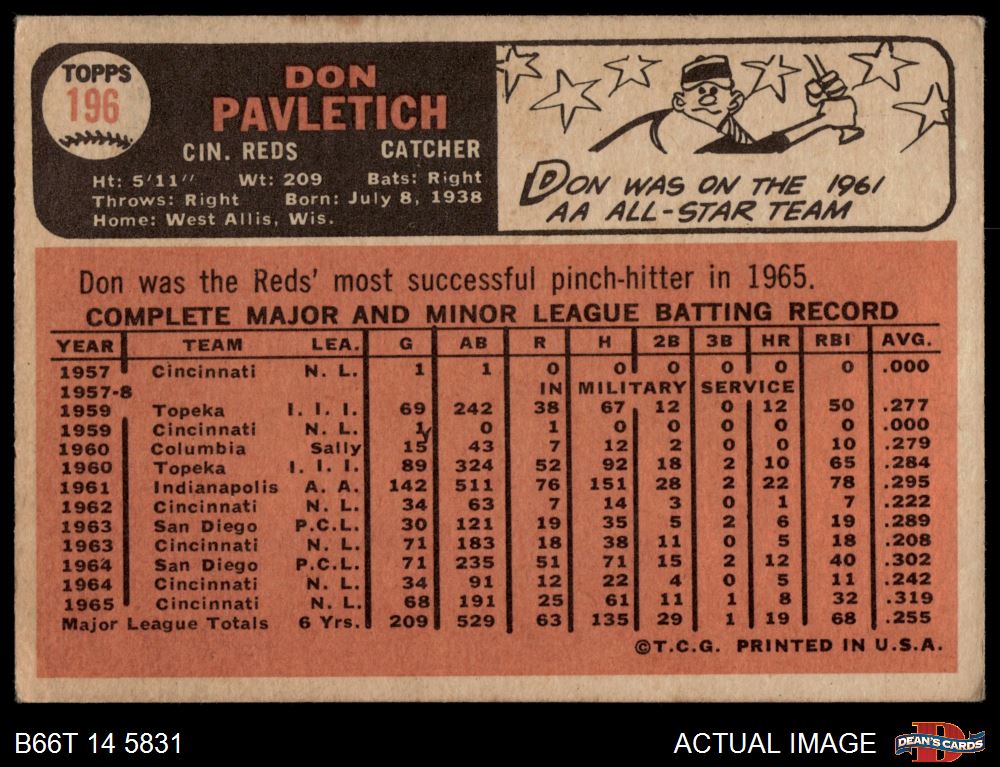 TOPPS
196
DON
PAVLETICH
CIN. REDS CATCHER
Ht: 5'11" Wt: 209 Bats: Right
Throws: Right Born: July 8, 1938
Home: West Allis, Wis.
DON WAS ON THE 1961
AA ALL-STAR TEAM
Don was the Reds' most successful pinch-hitter in 1965.
COMPLETE MAJOR AND MINOR LEAGUE BATTING RECORD
YEAR TEAM LEA. G AB R H 2B 3B HR RBI AVG.
1957 Cincinnati N. L. 1 1 0 0 0 0 0 0 .000
1957-8 IN MILITARY SERVICE
1959 Topeka I. I. I. 69 242 38 67 12 0 12 50 .277
1959 Cincinnati N. L. 1 0 1 0 0 0 0 0 .000
1960 Columbia Sally 15 43 7 12 2 0 0 10 .279
1960 Topeka I. I. I. 89 324 52 92 18 2 10 65 .284
1961 Indianapolis A. A. 142 511 76 151 28 2 22 78 .295
1962 Cincinnati N. L. 34 63 7 14 3 0 1 7 .222
1963 San Diego P.C.L. 30 121 19 35 5 2 6 19 .289
1963 Cincinnati N. L. 71 183 18 38 11 0 5 18 .208
1964 San Diego P.C.L. 71 235 51 71 15 2 12 40 .302
1964 Cincinnati N. L. 34 91 12 22 4 0 5 11 .242
1965 Cincinnati N. L. 68 191 25 61 11 1 8 32 .319
Major League Totals 6 Yrs. 209 529 63 135 29 1 19 68 .255
©T.C.G. PRINTED IN U.S.A.
B66T 14 5831 ACTUAL IMAGE DEAN'S CARDS